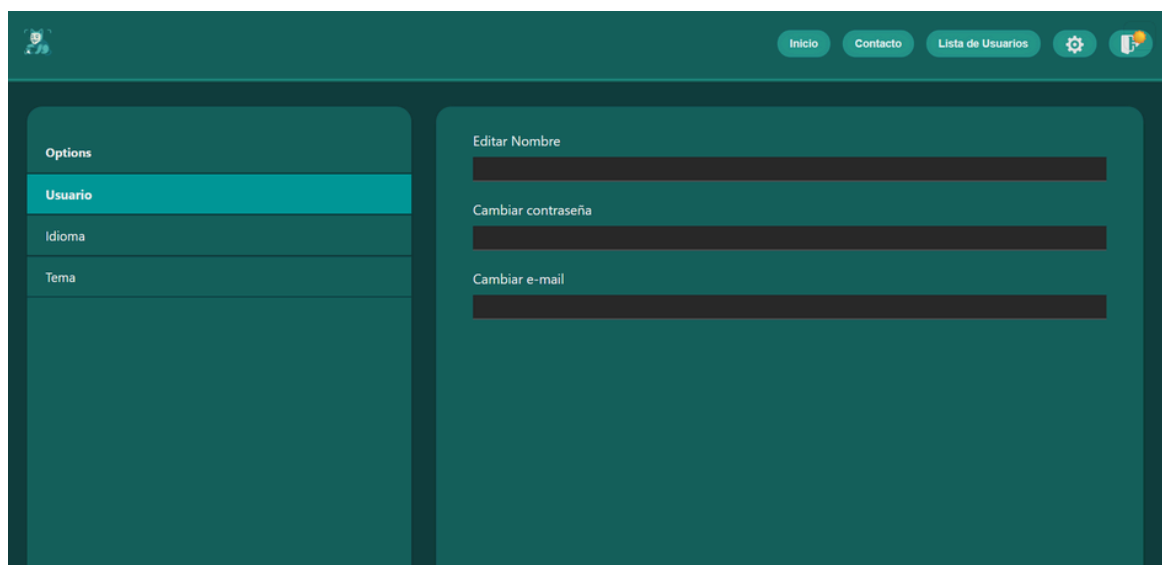 Inicio
Contacto
Lista de Usuarios
Options
Usuario
Idioma
Tema
Editar Nombre
Cambiar contraseña
Cambiar e-mail